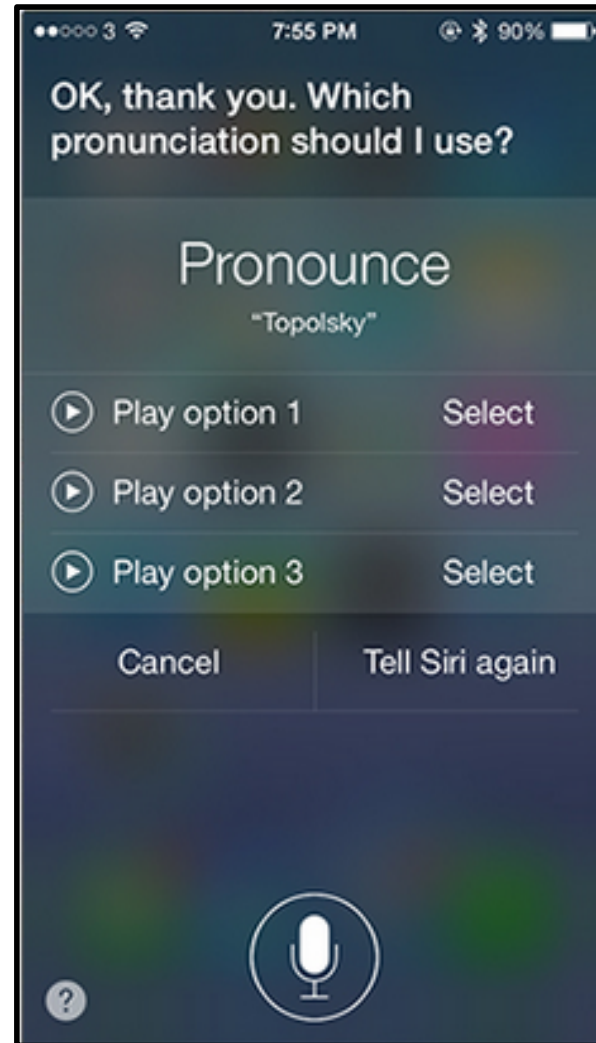 3 7:55 PM 90%
OK, thank you. Which
pronunciation should I use?
Pronounce
“Topolsky”
Play option 1 Select
Play option 2 Select
Play option 3 Select
Cancel Tell Siri again
?